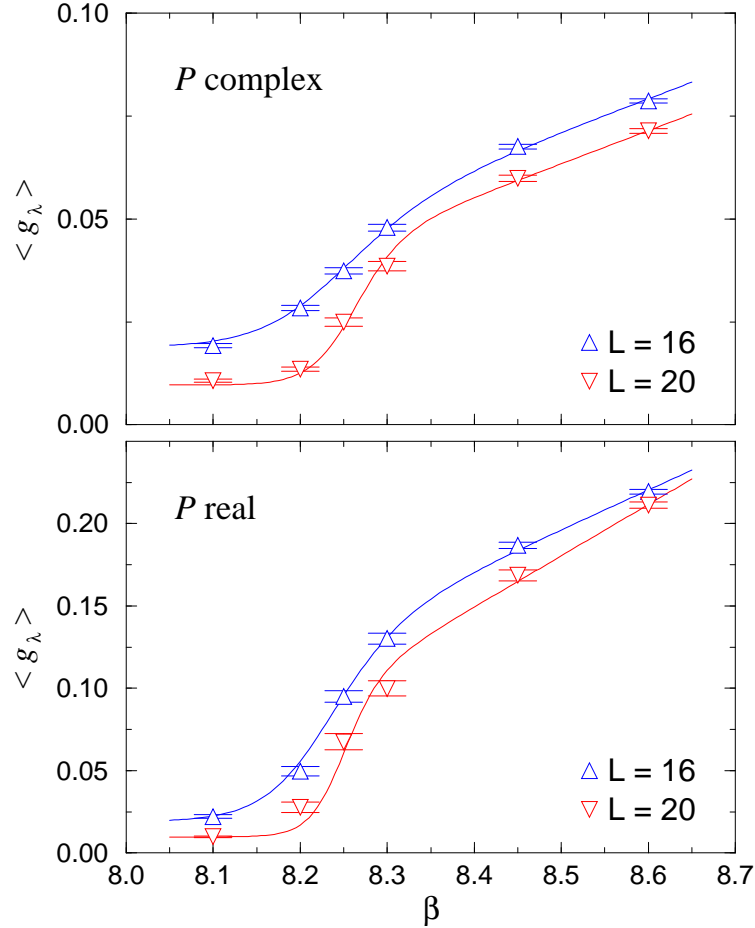 0.10
P complex
< g_λ >
0.05
△ L = 16
▽ L = 20
0.00
0.20
P real
0.15
< g_λ >
0.10
0.05
△ L = 16
▽ L = 20
0.00
8.0 8.1 8.2 8.3 8.4 8.5 8.6 8.7
β